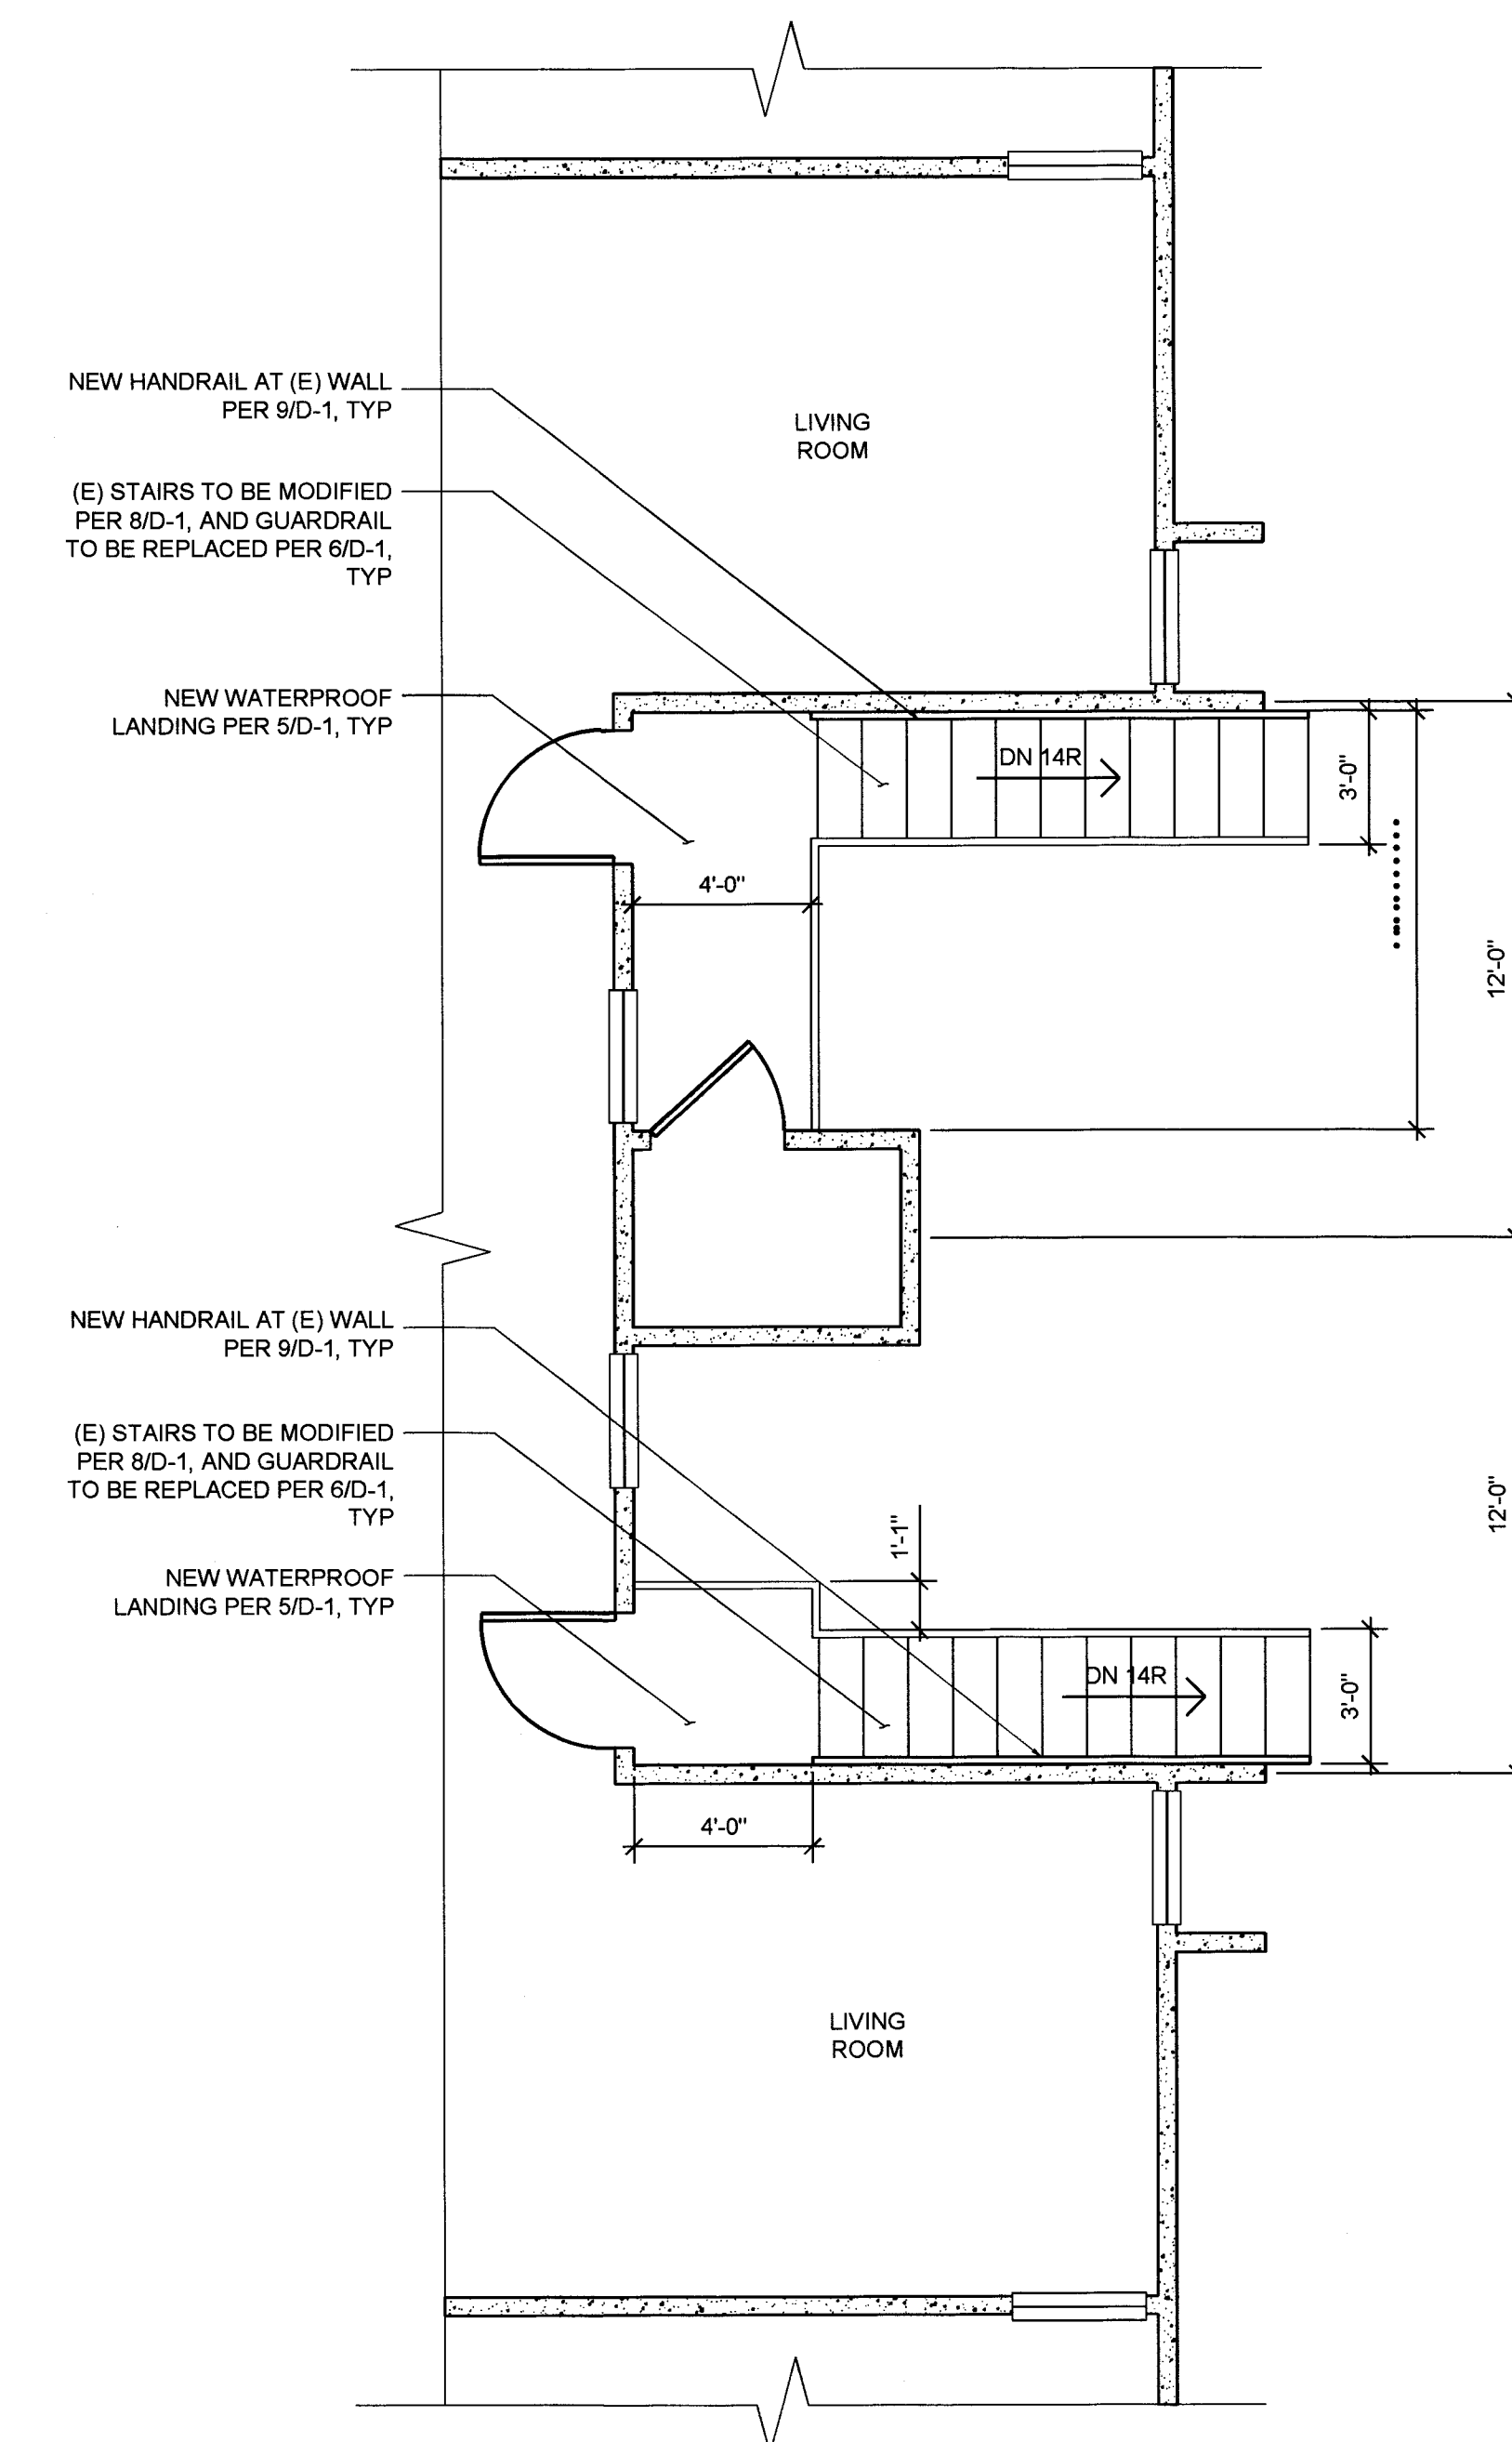 NEW HANDRAIL AT (E) WALL
PER 9/D-1, TYP
LIVING
ROOM
(E) STAIRS TO BE MODIFIED
PER 8/D-1, AND GUARDRAIL
TO BE REPLACED PER 6/D-1,
TYP
NEW WATERPROOF
LANDING PER 5/D-1, TYP
DN 14R
3'-0"
4'-0"
12'-0"
NEW HANDRAIL AT (E) WALL
PER 9/D-1, TYP
(E) STAIRS TO BE MODIFIED
PER 8/D-1, AND GUARDRAIL
TO BE REPLACED PER 6/D-1,
TYP
12'-0"
1'-1"
NEW WATERPROOF
LANDING PER 5/D-1, TYP
DN 14R
3'-0"
4'-0"
LIVING
ROOM